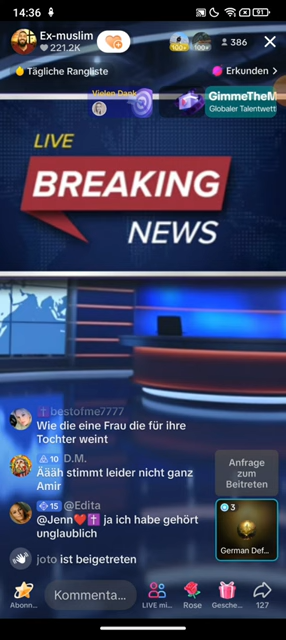 14:36
91
Ex-muslim
221.2K
100+
100+
386
Tägliche Rangliste
Erkunden >
Vielen Dank
GimmeTheM
Globaler Talentwett
LIVE
BREAKING
NEWS
bestofme7777
Wie die eine Frau die für ihre
Tochter weint
10 D.M.
Äääh stimmt leider nicht ganz
Amir
15 @Edita
@Jenn❤️✝️ ja ich habe gehört
unglaublich
joto ist beigetreten
Anfrage
zum
Beitreten
3
German Def...
Kommenta...
Abonn...
LIVE mi...
Rose
Gesche...
127